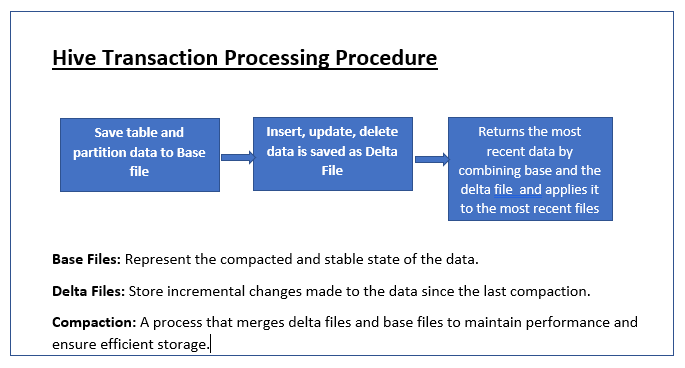 Hive Transaction Processing Procedure
Save table and
partition data to Base
file
Insert, update, delete
data is saved as Delta
File
Returns the most
recent data by
combining base and the
delta file and applies it
to the most recent files
Base Files: Represent the compacted and stable state of the data.
Delta Files: Store incremental changes made to the data since the last compaction.
Compaction: A process that merges delta files and base files to maintain performance and
ensure efficient storage.